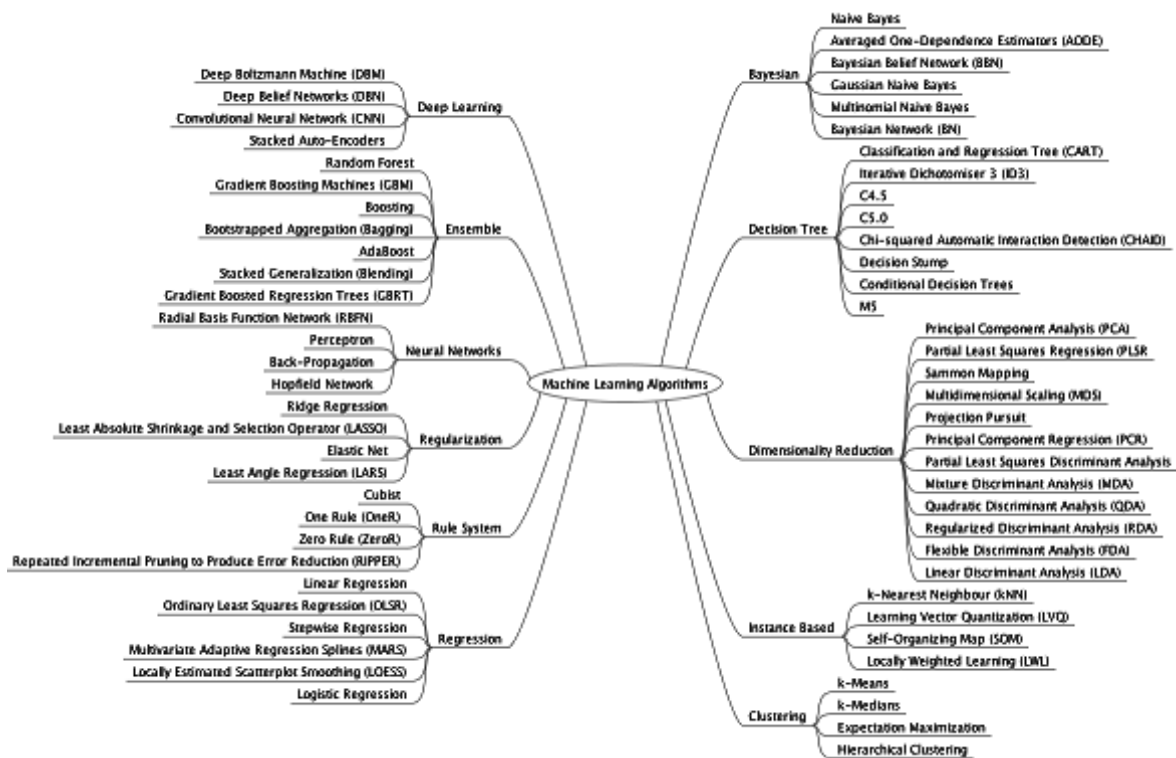 Machine Learning Algorithms
Deep Learning
Deep Boltzmann Machine (DBM)
Deep Belief Networks (DBN)
Convolutional Neural Network (CNN)
Stacked Auto-Encoders
Ensemble
Random Forest
Gradient Boosting Machines (GBM)
Boosting
Bootstrapped Aggregation (Bagging)
AdaBoost
Stacked Generalization (Blending)
Gradient Boosted Regression Trees (GBRT)
Neural Networks
Radial Basis Function Network (RBFN)
Perceptron
Back-Propagation
Hopfield Network
Regularization
Ridge Regression
Least Absolute Shrinkage and Selection Operator (LASSO)
Elastic Net
Least Angle Regression (LARS)
Rule System
Cubist
One Rule (OneR)
Zero Rule (ZeroR)
Repeated Incremental Pruning to Produce Error Reduction (RIPPER)
Regression
Linear Regression
Ordinary Least Squares Regression (OLSR)
Stepwise Regression
Multivariate Adaptive Regression Splines (MARS)
Locally Estimated Scatterplot Smoothing (LOESS)
Logistic Regression
Bayesian
Naive Bayes
Averaged One-Dependence Estimators (AODE)
Bayesian Belief Network (BBN)
Gaussian Naive Bayes
Multinomial Naive Bayes
Bayesian Network (BN)
Decision Tree
Classification and Regression Tree (CART)
Iterative Dichotomiser 3 (ID3)
C4.5
C5.0
Chi-squared Automatic Interaction Detection (CHAID)
Decision Stump
Conditional Decision Trees
M5
Dimensionality Reduction
Principal Component Analysis (PCA)
Partial Least Squares Regression (PLSR
Sammon Mapping
Multidimensional Scaling (MDS)
Projection Pursuit
Principal Component Regression (PCR)
Partial Least Squares Discriminant Analysis
Mixture Discriminant Analysis (MDA)
Quadratic Discriminant Analysis (QDA)
Regularized Discriminant Analysis (RDA)
Flexible Discriminant Analysis (FDA)
Linear Discriminant Analysis (LDA)
Instance Based
k-Nearest Neighbour (kNN)
Learning Vector Quantization (LVQ)
Self-Organizing Map (SOM)
Locally Weighted Learning (LWL)
Clustering
k-Means
k-Medians
Expectation Maximization
Hierarchical Clustering